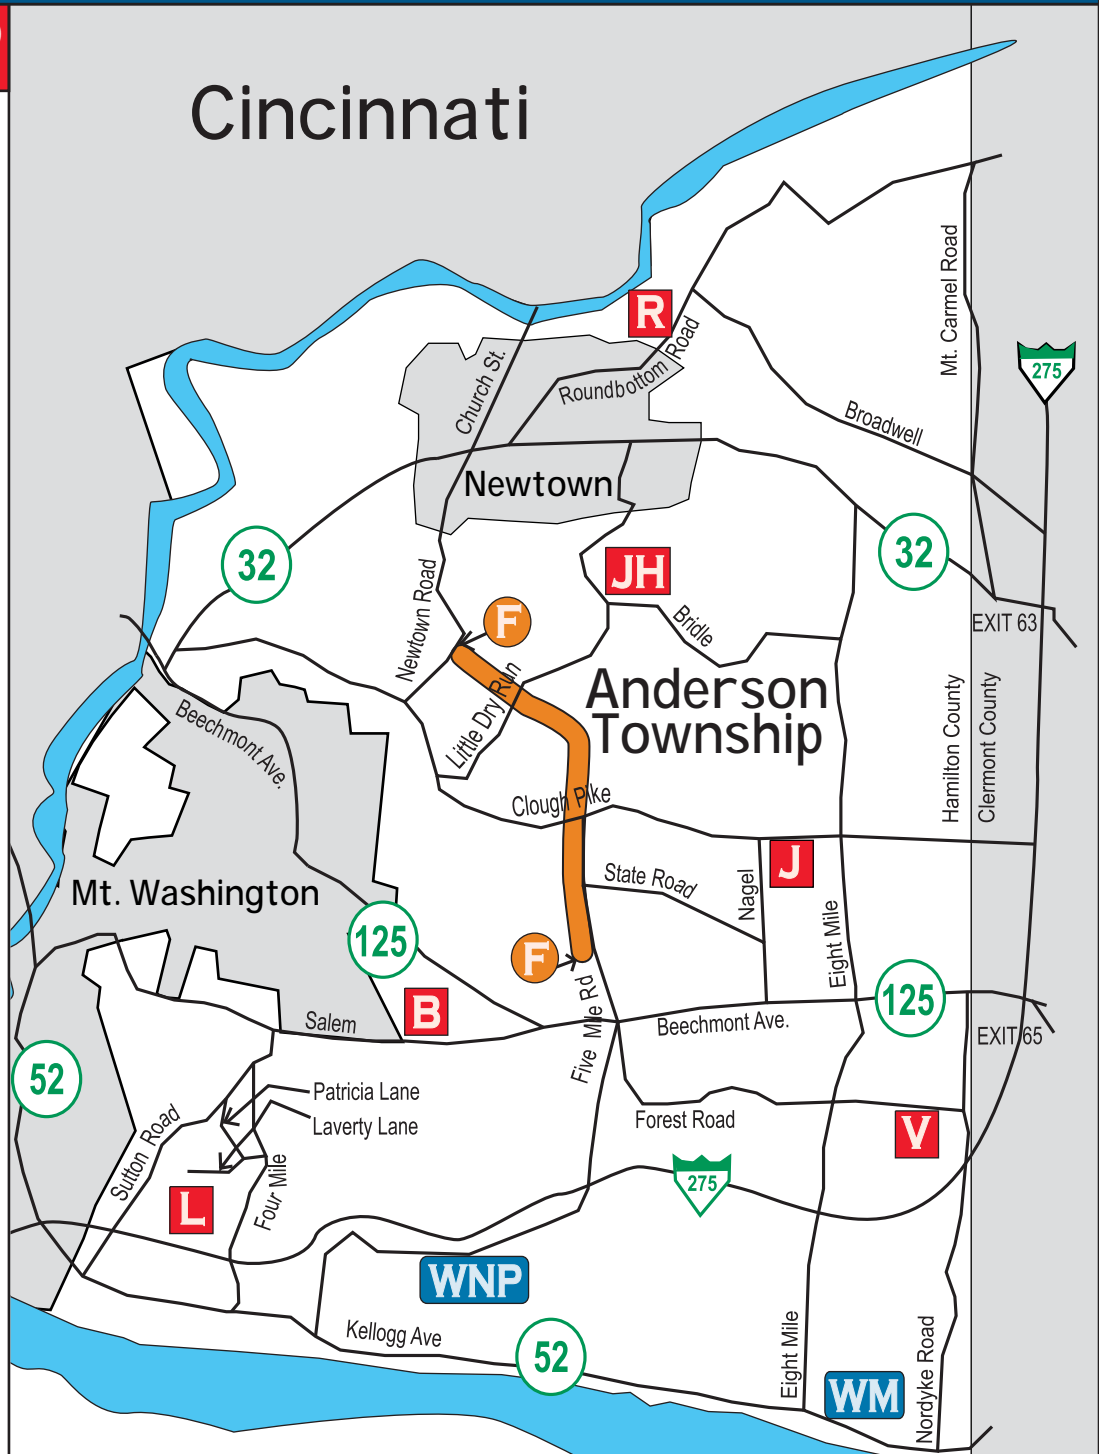 Cincinnati
R
Mt. Carmel Road
275
Church St.
Roundbottom Road
Broadwell
Newtown
32
32
JH
Newtown Road
F
Bridle
EXIT 63
Little Dry Run
Anderson
Township
Hamilton County
Clermont County
Beechmont Ave.
Clough Pike
J
State Road
Nagel
Mt. Washington
125
Eight Mile
F
125
B
Salem
Five Mile Rd
Beechmont Ave.
EXIT 65
52
Patricia Lane
Laverty Lane
Forest Road
V
Sutton Road
Four Mile
275
L
WNP
Kellogg Ave
52
Eight Mile
WM
Nordyke Road